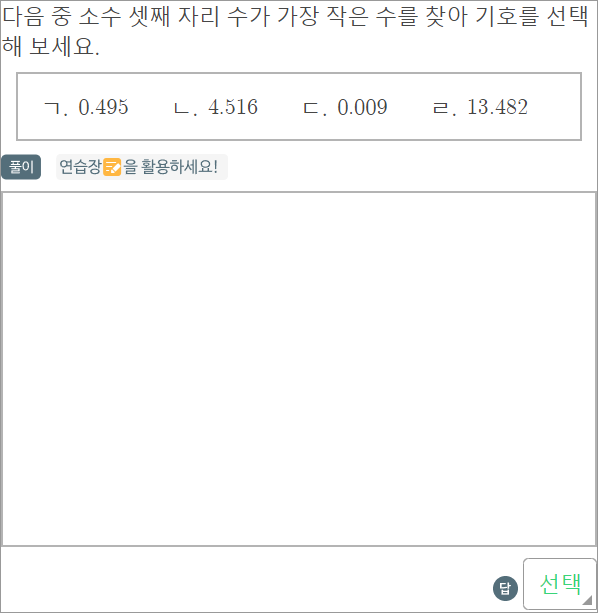 다음 중 소수 셋째 자리 수가 가장 작은 수를 찾아 기호를 선택
해 보세요.
ㄱ. 0.495 ㄴ. 4.516 ㄷ. 0.009 ㄹ. 13.482
풀이 연습장을 활용하세요!
답 선택